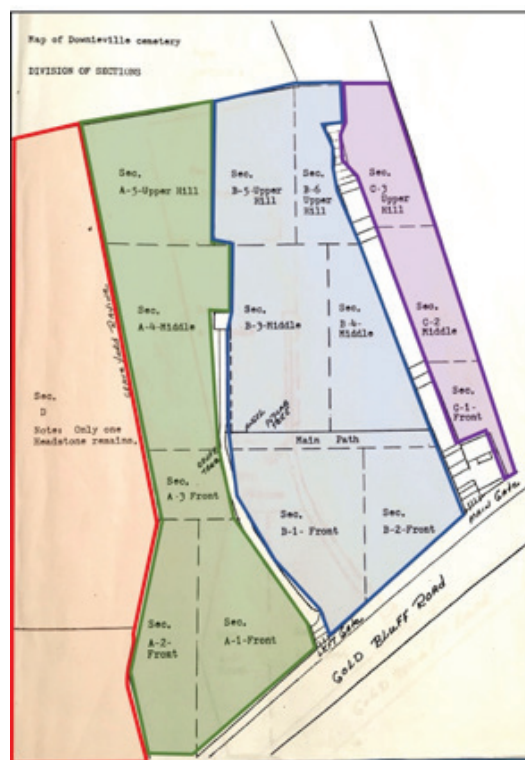 Map of Downieville cemetery
DIVISION OF SECTIONS
Sec.
A-5-Upper Hill
Sec.
B-5-Upper
Hill
Sec.
B-6
Upper
Hill
Sec.
C-3
Upper
Hill
Sec.
A-4-Middle
Sec.
B-3-Middle
Sec.
B-4-
Middle
Sec.
C-2
Middle
Sec.
C-1-
Front
Sec.
D
Note: Only one
Headstone remains.
Main Path
Sec.
A-3 Front
Sec.
B-1- Front
Sec.
B-2-Front
MAIN GATE
Sec.
A-2-
Front
Sec.
A-1-Front
LEFT GATE
GOLD BLUFF ROAD